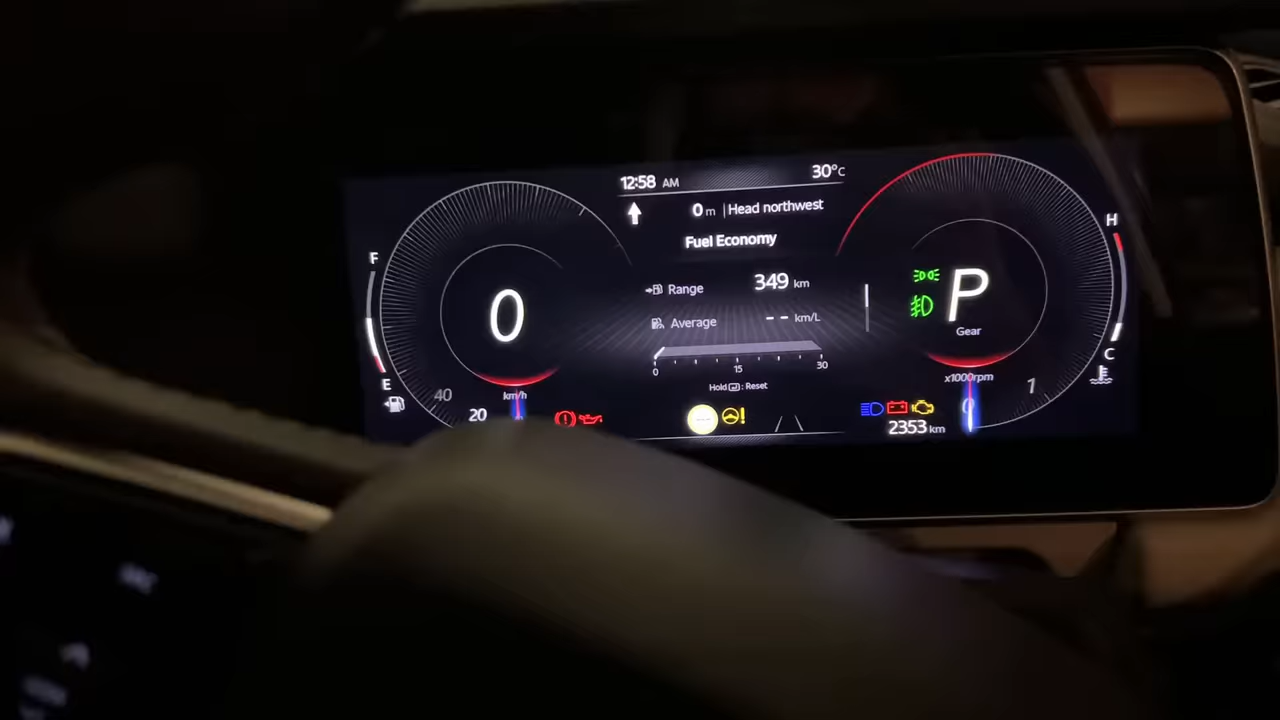 12:58 AM
30°C
0 m | Head northwest
Fuel Economy
Range 349 km
Average -- km/L
0 15 30
Hold : Reset
F
E
0
km/h
40
20
P
Gear
x1000rpm
0
1
H
C
2353 km